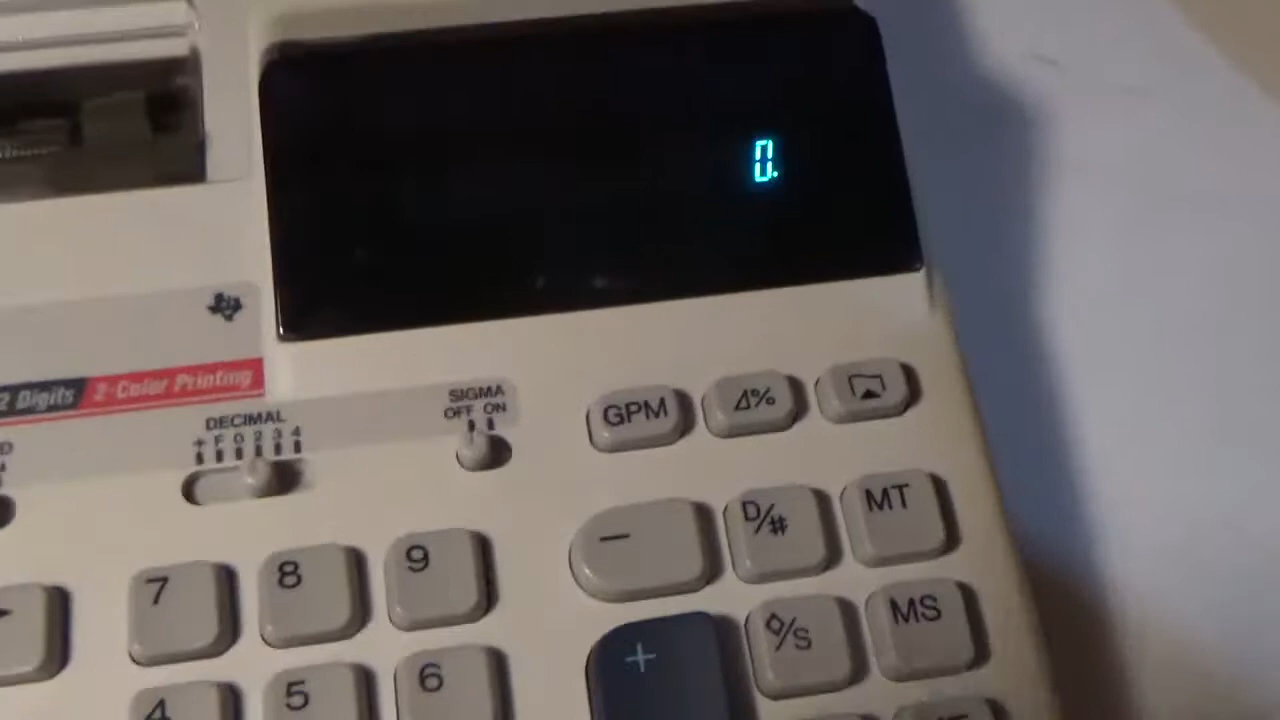 0.
2 Digits 2-Color Printing
DECIMAL
+ F 0 2 3 4
SIGMA
OFF ON
GPM Δ%
7 8 9 − D/# MT
4 5 6 + ◇/S MS